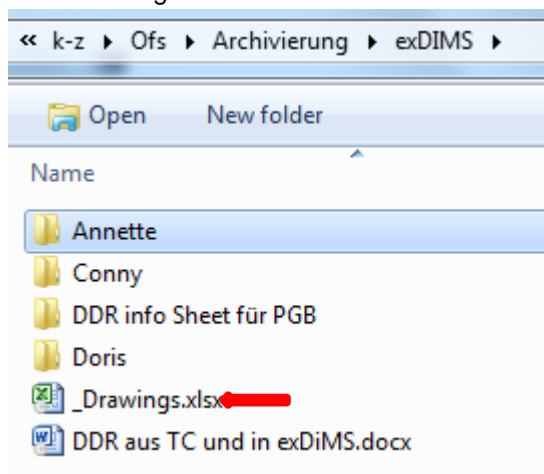 « k-z ▸ Ofs ▸ Archivierung ▸ exDIMS ▸
Open New folder
Name
Annette
Conny
DDR info Sheet für PGB
Doris
_Drawings.xlsx
DDR aus TC und in exDiMS.docx